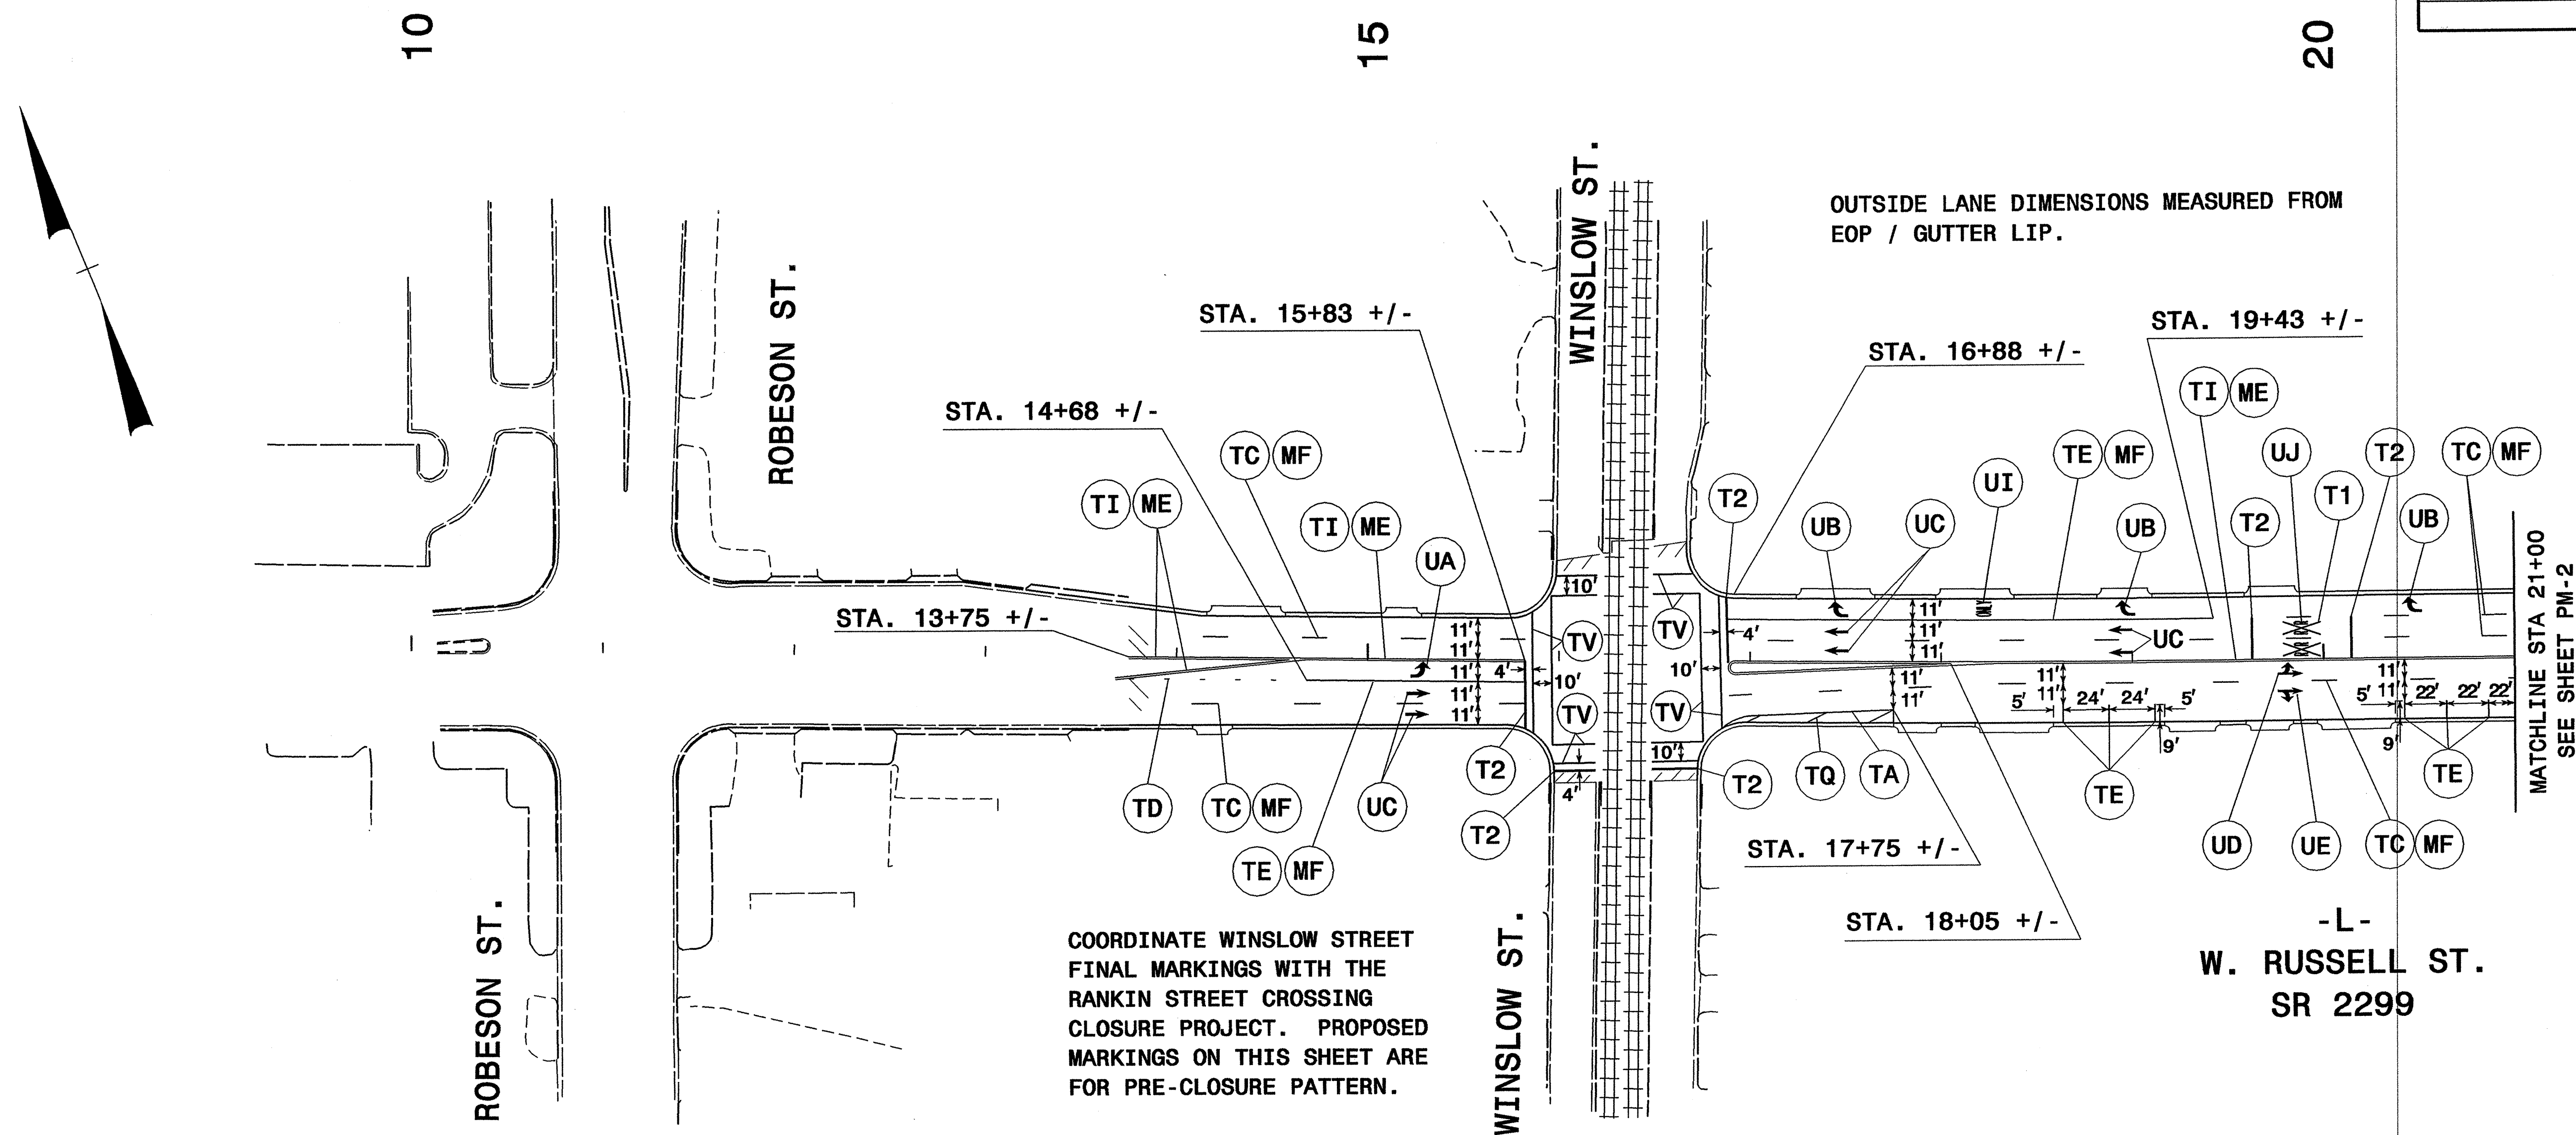 10
15
20
ROBESON ST.
WINSLOW ST.
OUTSIDE LANE DIMENSIONS MEASURED FROM
EOP / GUTTER LIP.
STA. 15+83 +/-
STA. 19+43 +/-
STA. 16+88 +/-
STA. 14+68 +/-
STA. 13+75 +/-
TI ME
TC MF
TI ME
UA
T2
UB
UC
UI
TE MF
UB
TI ME
T2
UJ
T1
T2
UB
TC MF
UC
11'
11'
11'
11'
11'
4'
10'
10'
TV
TV
TV
TV
10'
4'
10'
4'
11'
11'
11'
11'
11'
11'
11'
5'
24'
24'
5'
9'
11'
11'
5'
22'
22'
22'
9'
MATCHLINE STA 21+00
SEE SHEET PM-2
TD
TC MF
TE MF
UC
T2
T2
T2
TQ
TA
TE
UD
UE
TC MF
TE
STA. 17+75 +/-
STA. 18+05 +/-
ROBESON ST.
WINSLOW ST.
COORDINATE WINSLOW STREET
FINAL MARKINGS WITH THE
RANKIN STREET CROSSING
CLOSURE PROJECT. PROPOSED
MARKINGS ON THIS SHEET ARE
FOR PRE-CLOSURE PATTERN.
-L-
W. RUSSELL ST.
SR 2299
ONLY